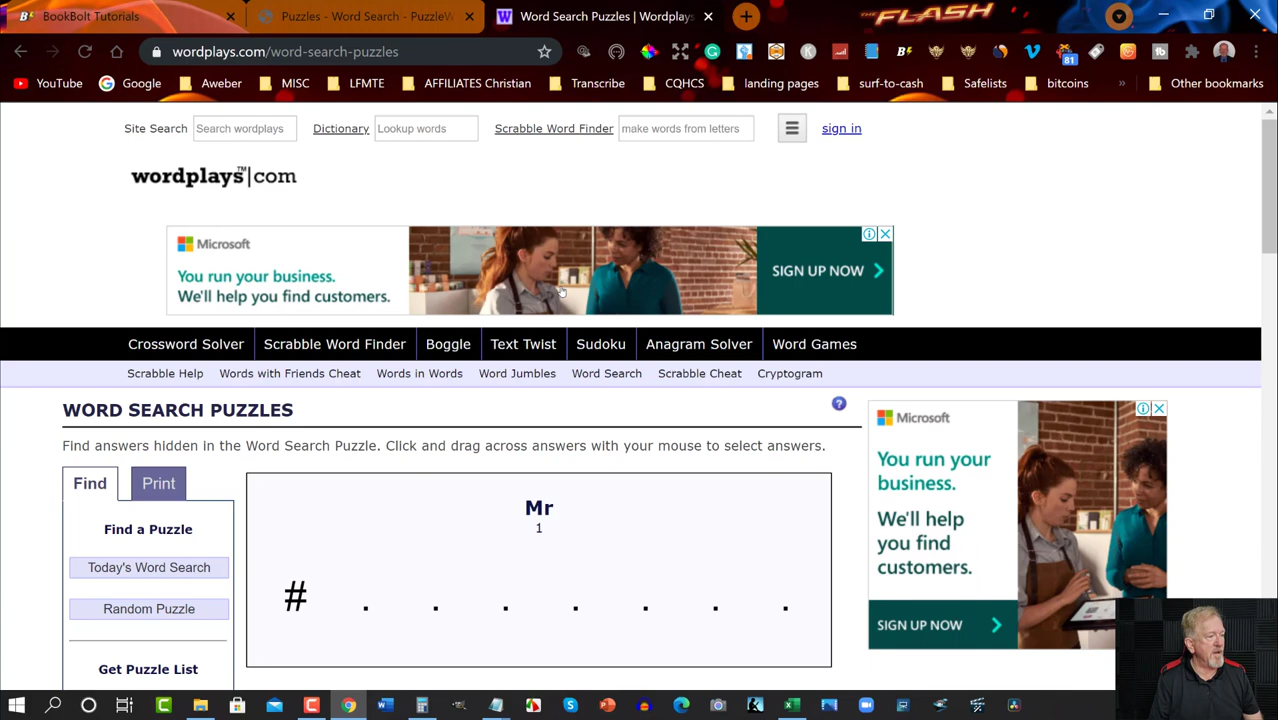 BookBolt Tutorials
Puzzles - Word Search - PuzzleW
Word Search Puzzles | Wordplays
THE FLASH
wordplays.com/word-search-puzzles
81
YouTube
Google
Aweber
MISC
LFMTE
AFFILIATES Christian
Transcribe
CQHCS
landing pages
surf-to-cash
Safelists
bitcoins
»
Other bookmarks
Site Search
Search wordplays
Dictionary
Lookup words
Scrabble Word Finder
make words from letters
sign in
wordplays™|com
Microsoft
You run your business.
We'll help you find customers.
SIGN UP NOW
Crossword Solver
Scrabble Word Finder
Boggle
Text Twist
Sudoku
Anagram Solver
Word Games
Scrabble Help
Words with Friends Cheat
Words in Words
Word Jumbles
Word Search
Scrabble Cheat
Cryptogram
WORD SEARCH PUZZLES
?
Find answers hidden in the Word Search Puzzle. Click and drag across answers with your mouse to select answers.
Find
Print
Find a Puzzle
Today's Word Search
Random Puzzle
Get Puzzle List
Mr
1
# . . . . . . .
Microsoft
You run your
business.
We'll help
you find
customers.
SIGN UP NOW